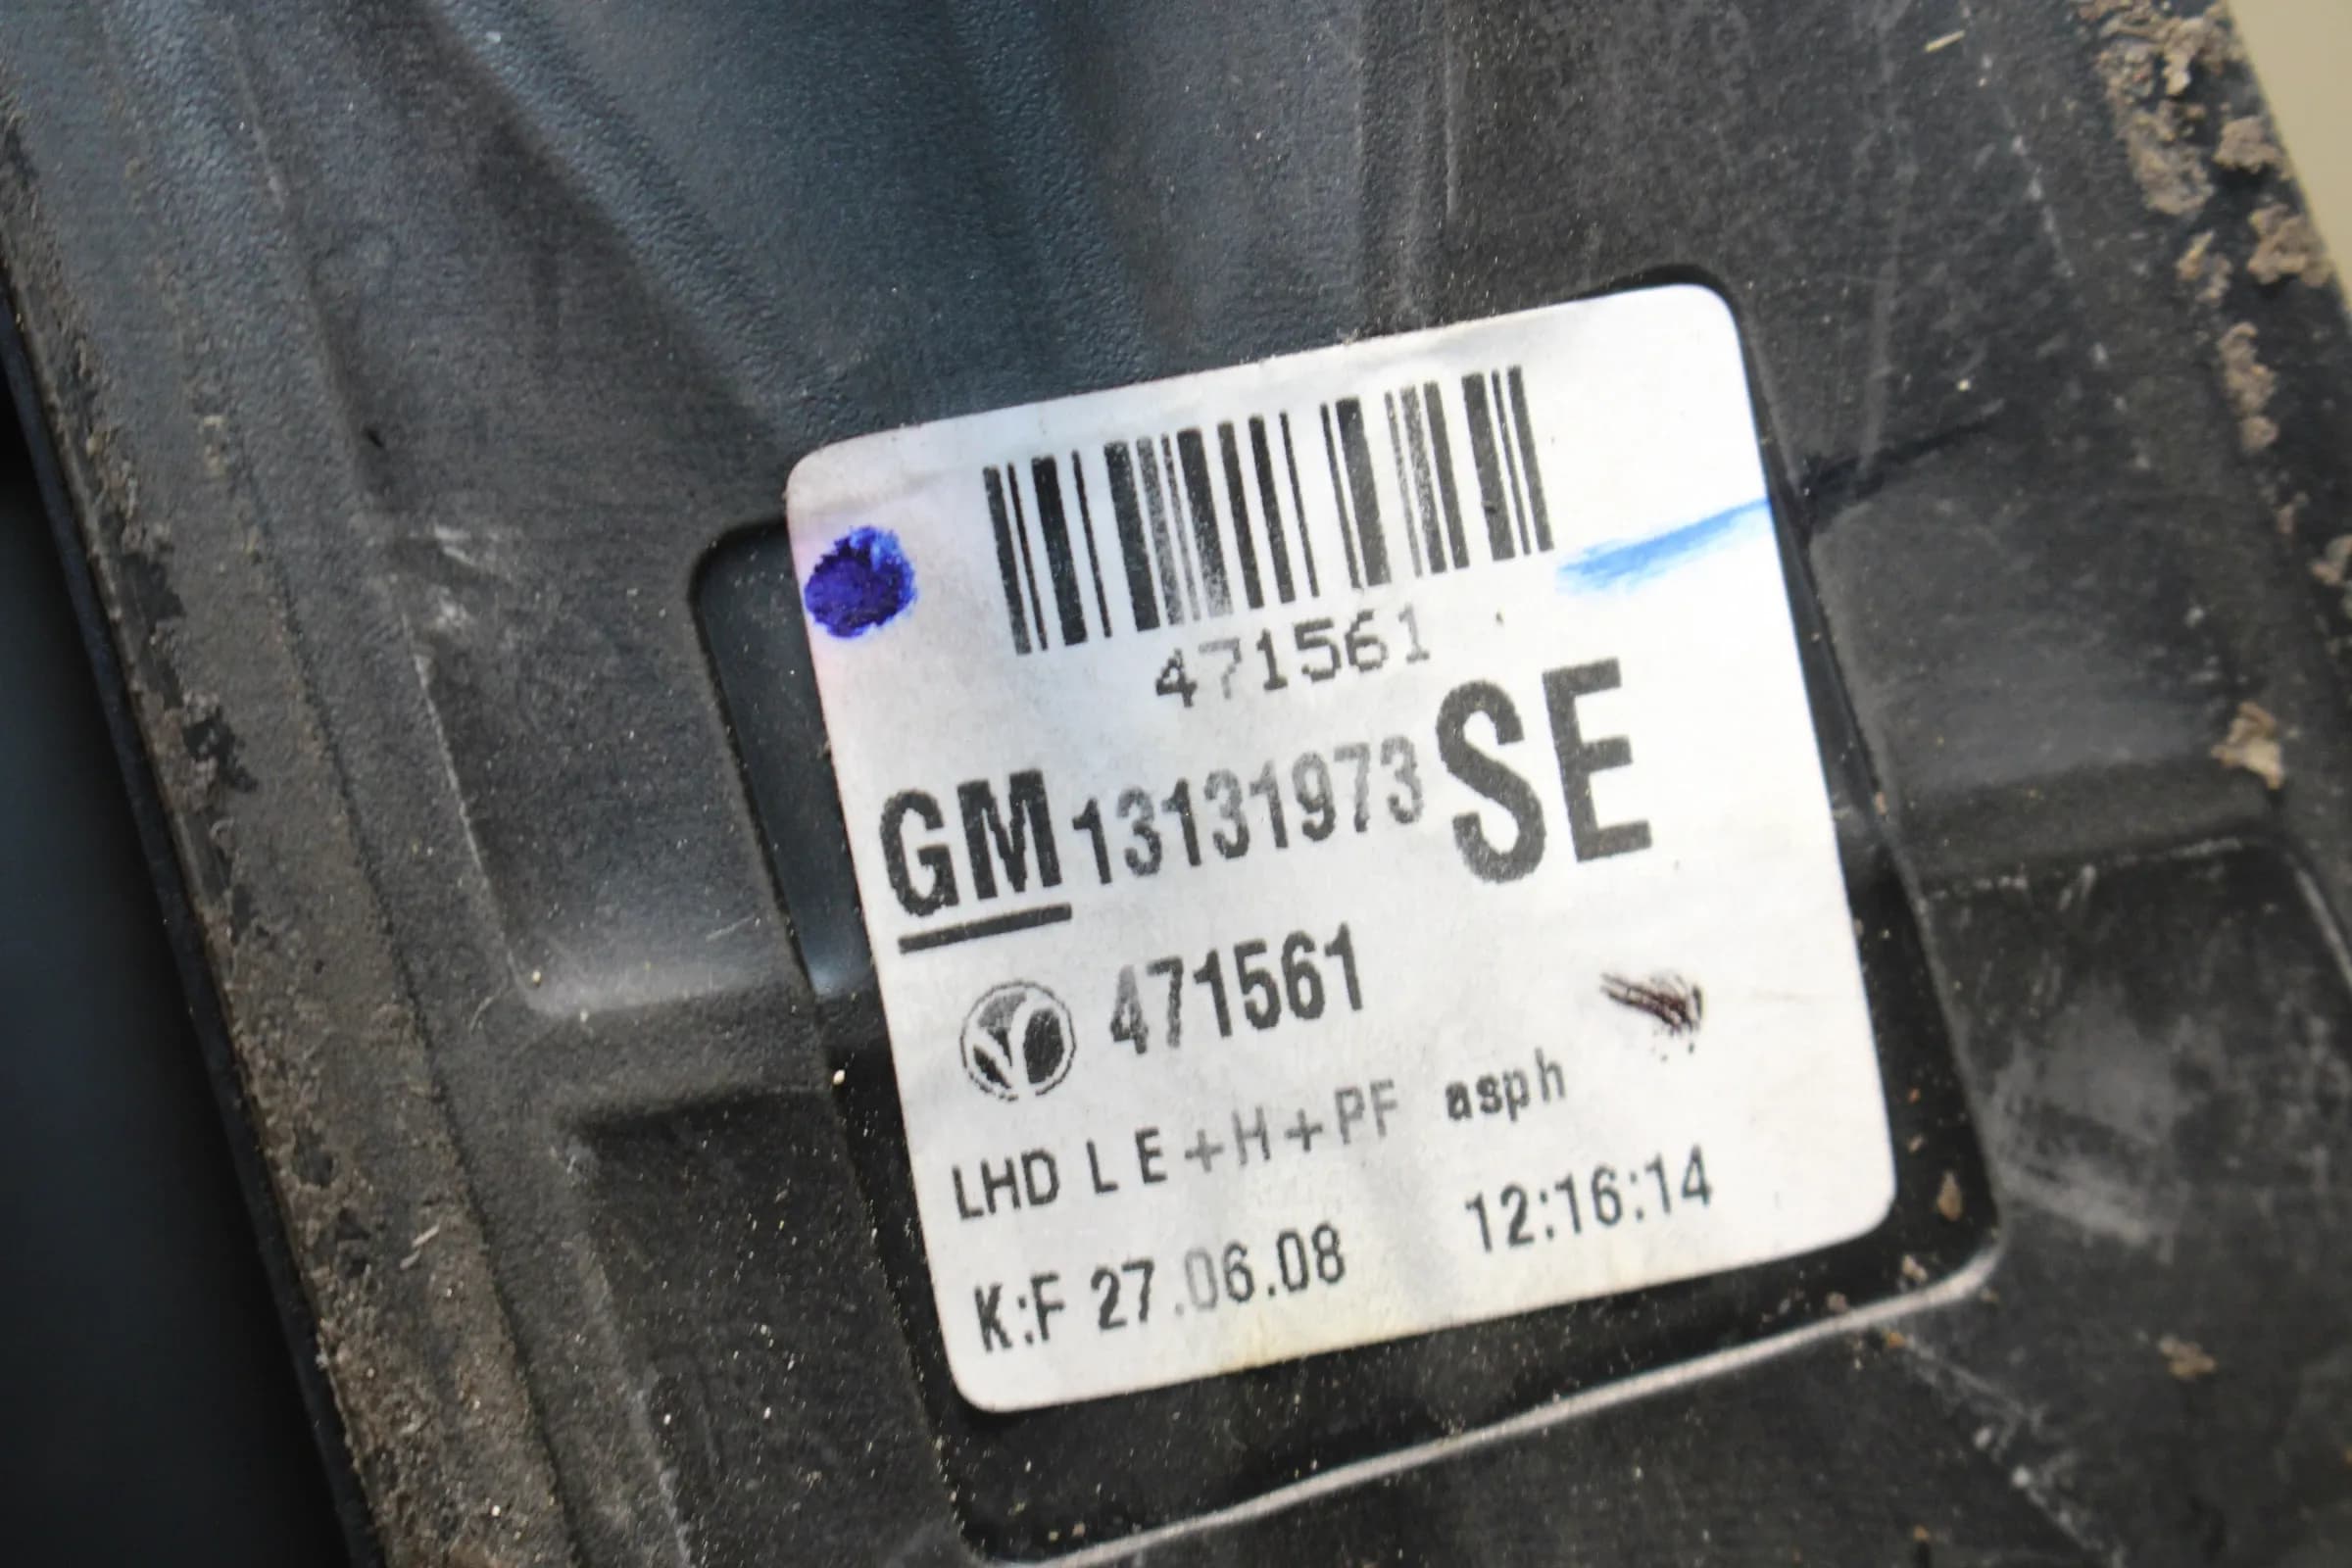 471561
GM 13131973 SE
471561
LHD L E+H+PF asph
K:F 27.06.08 12:16:14